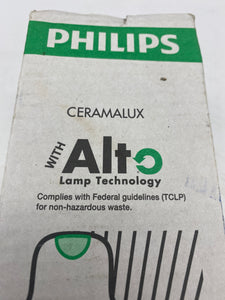 PHILIPS
CERAMALUX
WITH Alto
Lamp Technology
Complies with Federal guidelines (TCLP)
for non-hazardous waste.